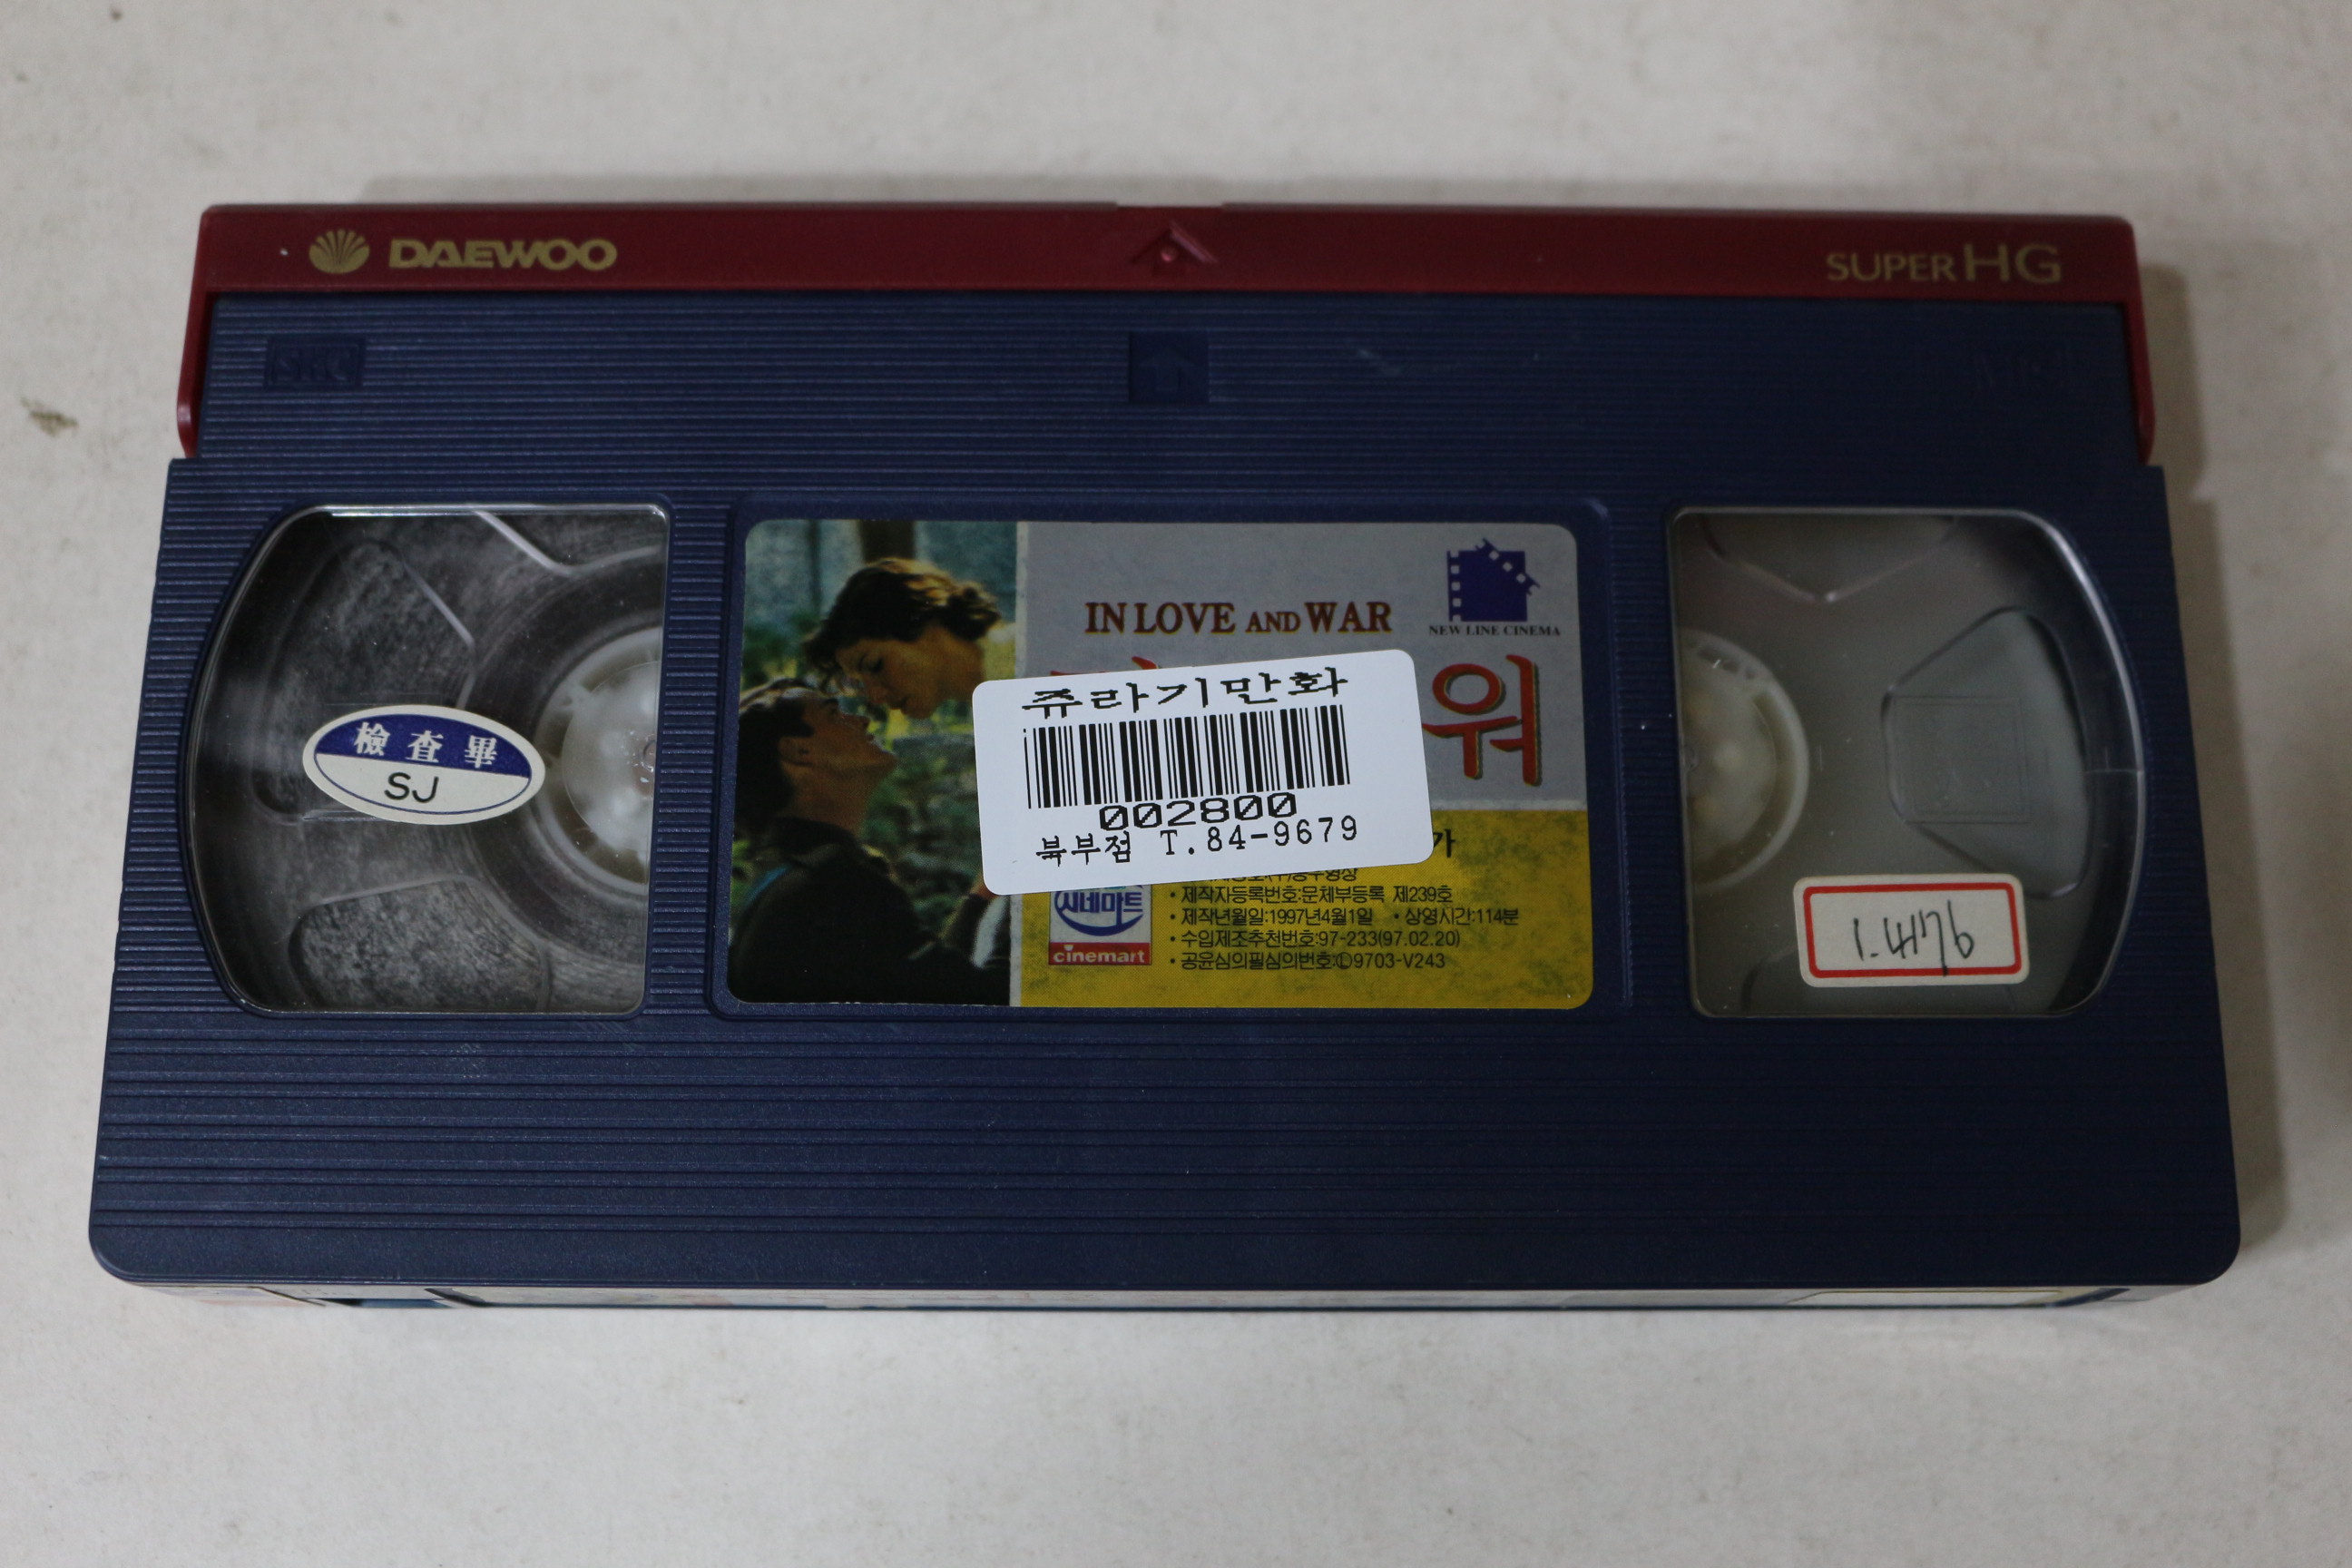 DAEWOO
SUPER HG
SKC
檢査畢
SJ
IN LOVE AND WAR
NEW LINE CINEMA
워
쥬라기만화
002800
북부점 T.84-9679
가
시네마트
cinemart
• 제작자등록번호:문체부등록 제239호
• 제작년월일:1997년4월1일 • 상영시간:114분
• 수입제조추천번호:97-233(97.02.20)
• 공윤심의필심의번호:Ⓛ9703-V243